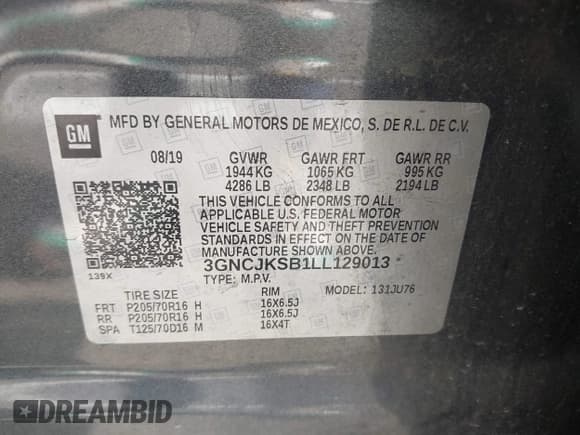 GM
MFD BY GENERAL MOTORS DE MEXICO, S. DE R.L. DE C.V.
08/19 GVWR GAWR FRT GAWR RR
1944 KG 1065 KG 995 KG
4286 LB 2348 LB 2194 LB
THIS VEHICLE CONFORMS TO ALL
APPLICABLE U.S. FEDERAL MOTOR
VEHICLE SAFETY AND THEFT
STANDARDS IN EFFECT ON THE DATE
OF MANUFACTURE SHOWN ABOVE.
139X 3GNCJKSB1LL129013
TYPE: M.P.V. MODEL: 131JU76
TIRE SIZE RIM
FRT P205/70R16 H 16X6.5J
RR P205/70R16 H 16X6.5J
SPA T125/70D16 M 16X4T
DREAMBID